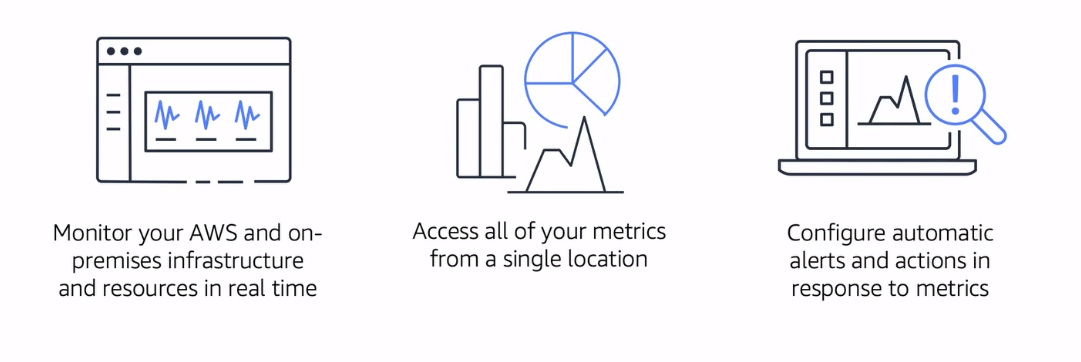 Monitor your AWS and on-
premises infrastructure
and resources in real time
Access all of your metrics
from a single location
Configure automatic
alerts and actions in
response to metrics